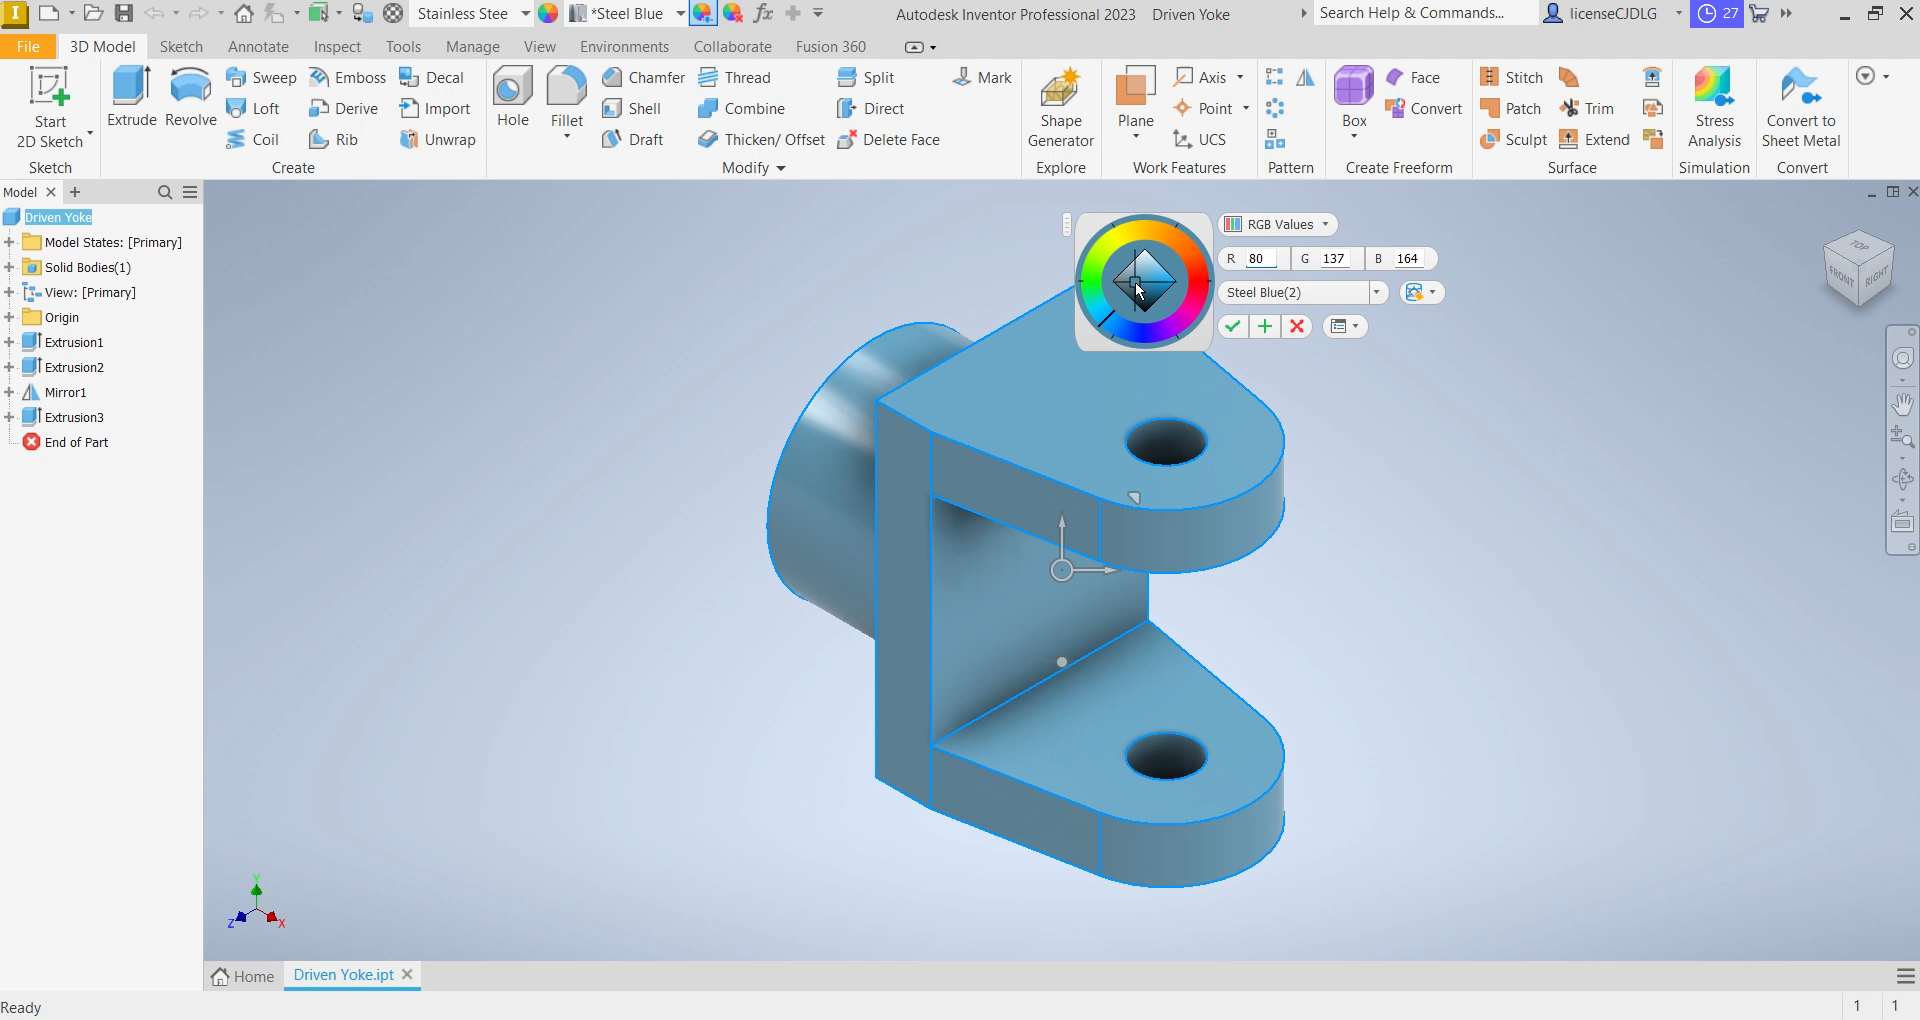 Stainless Stee
*Steel Blue
fx
Autodesk Inventor Professional 2023 Driven Yoke
Search Help & Commands...
licenseCJDLG
27
File 3D Model Sketch Annotate Inspect Tools Manage View Environments Collaborate Fusion 360
Start
2D Sketch
Sketch
Extrude
Revolve
Sweep
Loft
Coil
Emboss
Derive
Rib
Decal
Import
Unwrap
Create
Hole
Fillet
Chamfer
Shell
Draft
Thread
Combine
Thicken/ Offset
Split
Direct
Delete Face
Mark
Modify
Shape
Generator
Explore
Plane
Axis
Point
UCS
Work Features
Pattern
Box
Face
Convert
Create Freeform
Stitch
Patch
Sculpt
Trim
Extend
Surface
Stress
Analysis
Simulation
Convert to
Sheet Metal
Convert
Model
Driven Yoke
Model States: [Primary]
Solid Bodies(1)
View: [Primary]
Origin
Extrusion1
Extrusion2
Mirror1
Extrusion3
End of Part
RGB Values
R 80 G 137 B 164
Steel Blue(2)
TOP
FRONT
RIGHT
Y
Z
X
Home
Driven Yoke.ipt
Ready
1 1